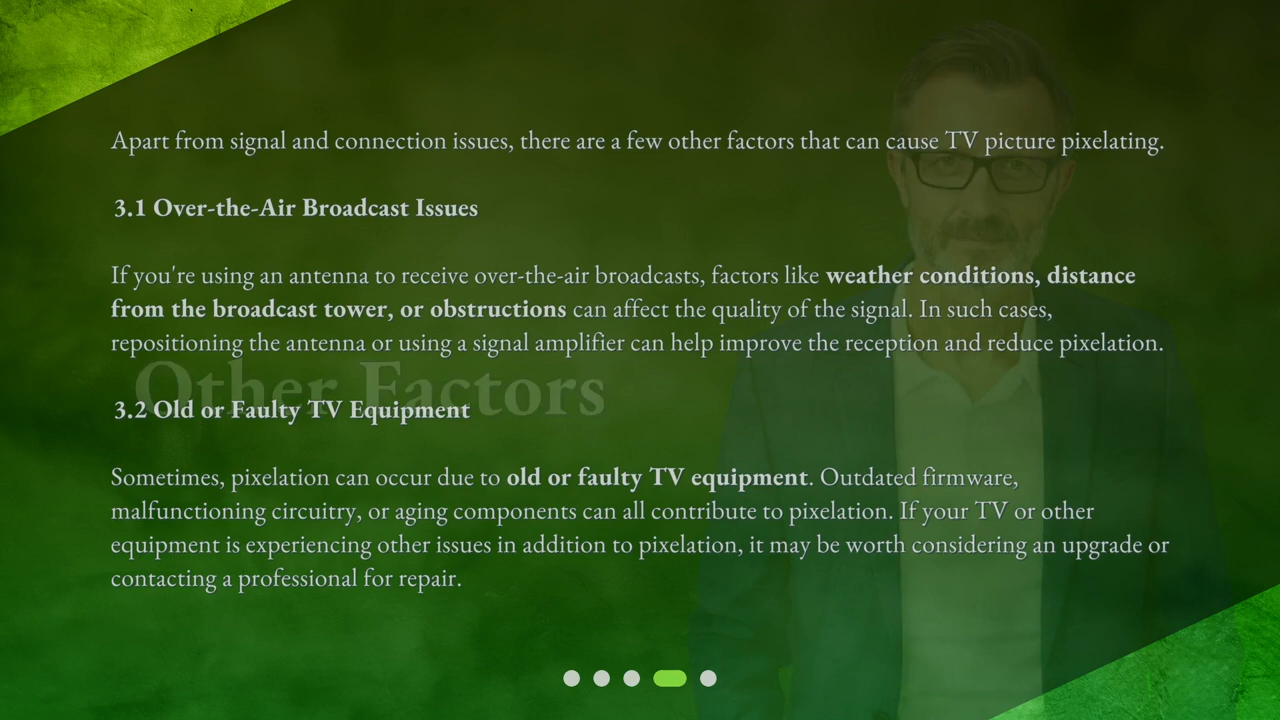 Apart from signal and connection issues, there are a few other factors that can cause TV picture pixelating.
3.1 Over-the-Air Broadcast Issues
If you're using an antenna to receive over-the-air broadcasts, factors like weather conditions, distance
from the broadcast tower, or obstructions can affect the quality of the signal. In such cases,
repositioning the antenna or using a signal amplifier can help improve the reception and reduce pixelation.
Other Factors
3.2 Old or Faulty TV Equipment
Sometimes, pixelation can occur due to old or faulty TV equipment. Outdated firmware,
malfunctioning circuitry, or aging components can all contribute to pixelation. If your TV or other
equipment is experiencing other issues in addition to pixelation, it may be worth considering an upgrade or
contacting a professional for repair.